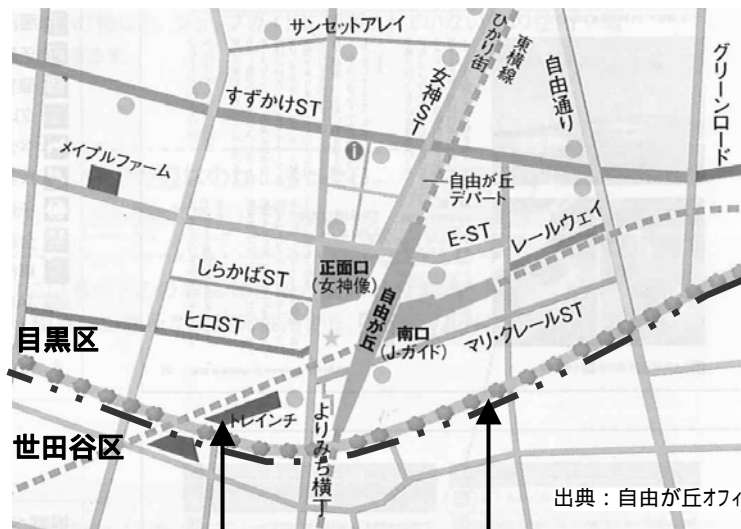 サンセットアレイ
ひかり街
東横線
女神ST
自由通り
グリーンロード
すずかけST
メイプルファーム
自由が丘
デパート
E-ST
レールウェイ
しらかばST
正面口
(女神像)
自由が丘
ヒロST
南口
(J-ガイド)
マリ・クレールST
目黒区
トレインチ
よりみち横丁
世田谷区
出典：自由が丘オフィ